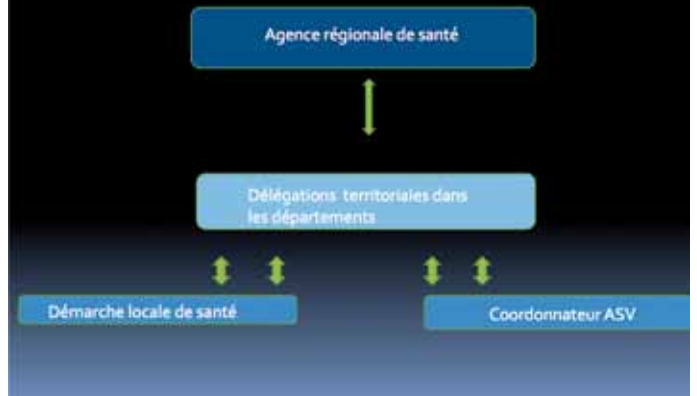 Agence régionale de santé
Délégations territoriales dans
les départements
Démarche locale de santé
Coordonnateur ASV